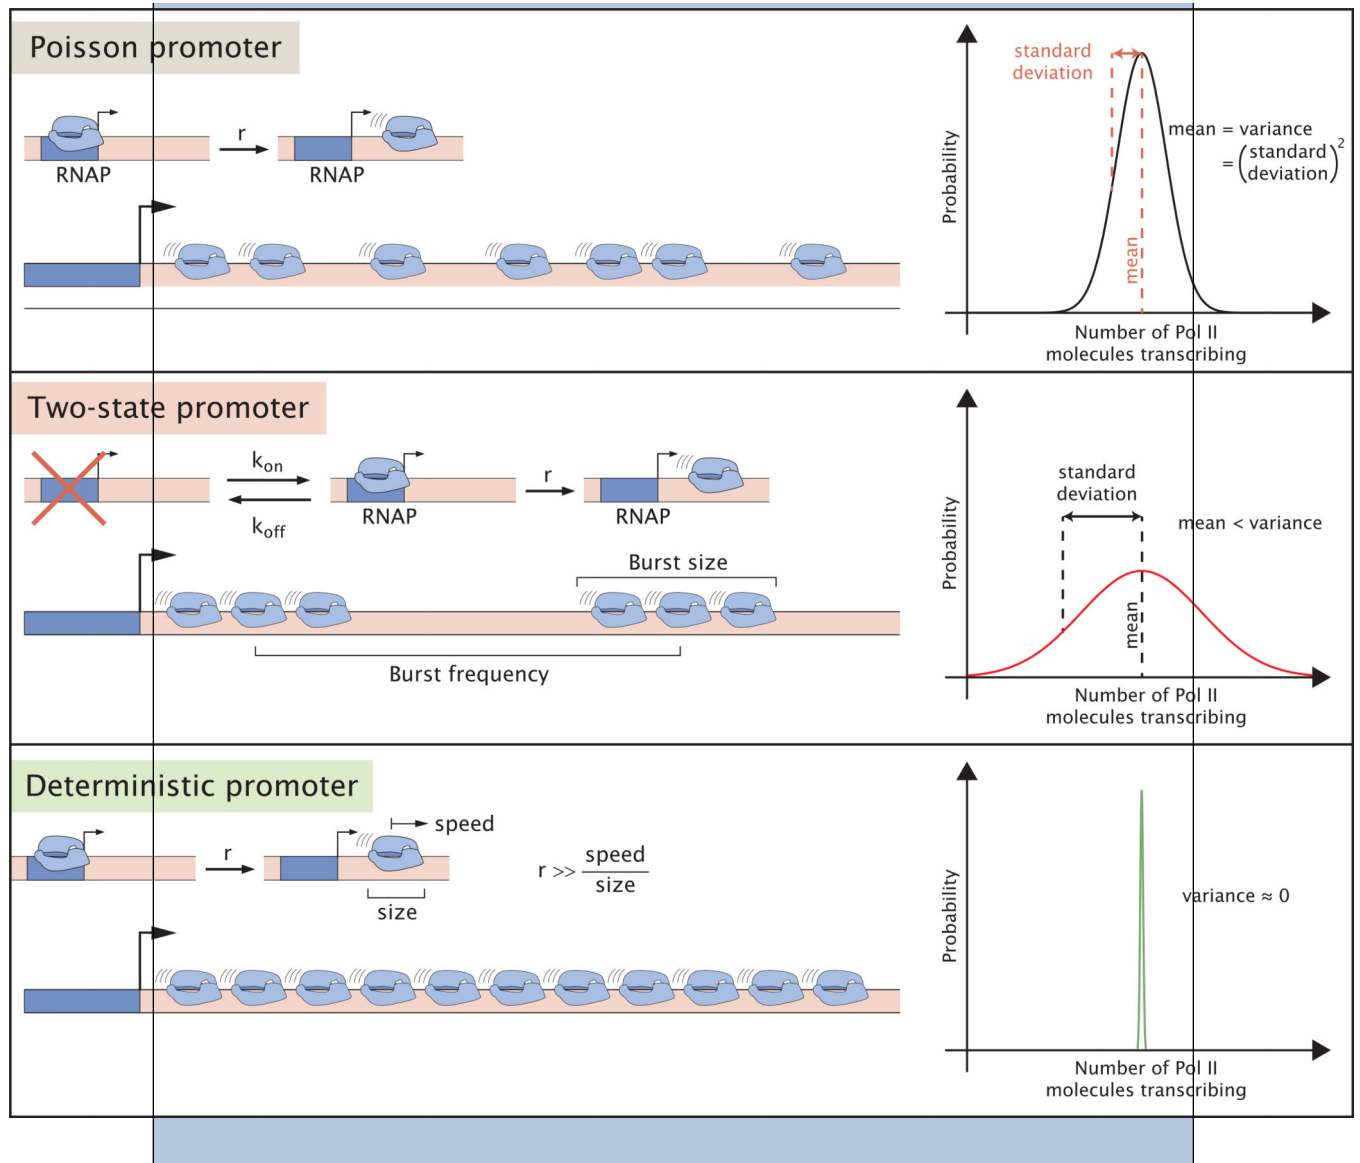 Poisson promoter
r
RNAP
RNAP
standard
deviation
Probability
mean
mean = variance
= (standard
deviation)²
Number of Pol II
molecules transcribing
Two-state promoter
kon
koff
r
RNAP
RNAP
Burst size
Burst frequency
standard
deviation
Probability
mean
mean < variance
Number of Pol II
molecules transcribing
Deterministic promoter
r
speed
size
r >> speed
size
Probability
variance ≈ 0
Number of Pol II
molecules transcribing